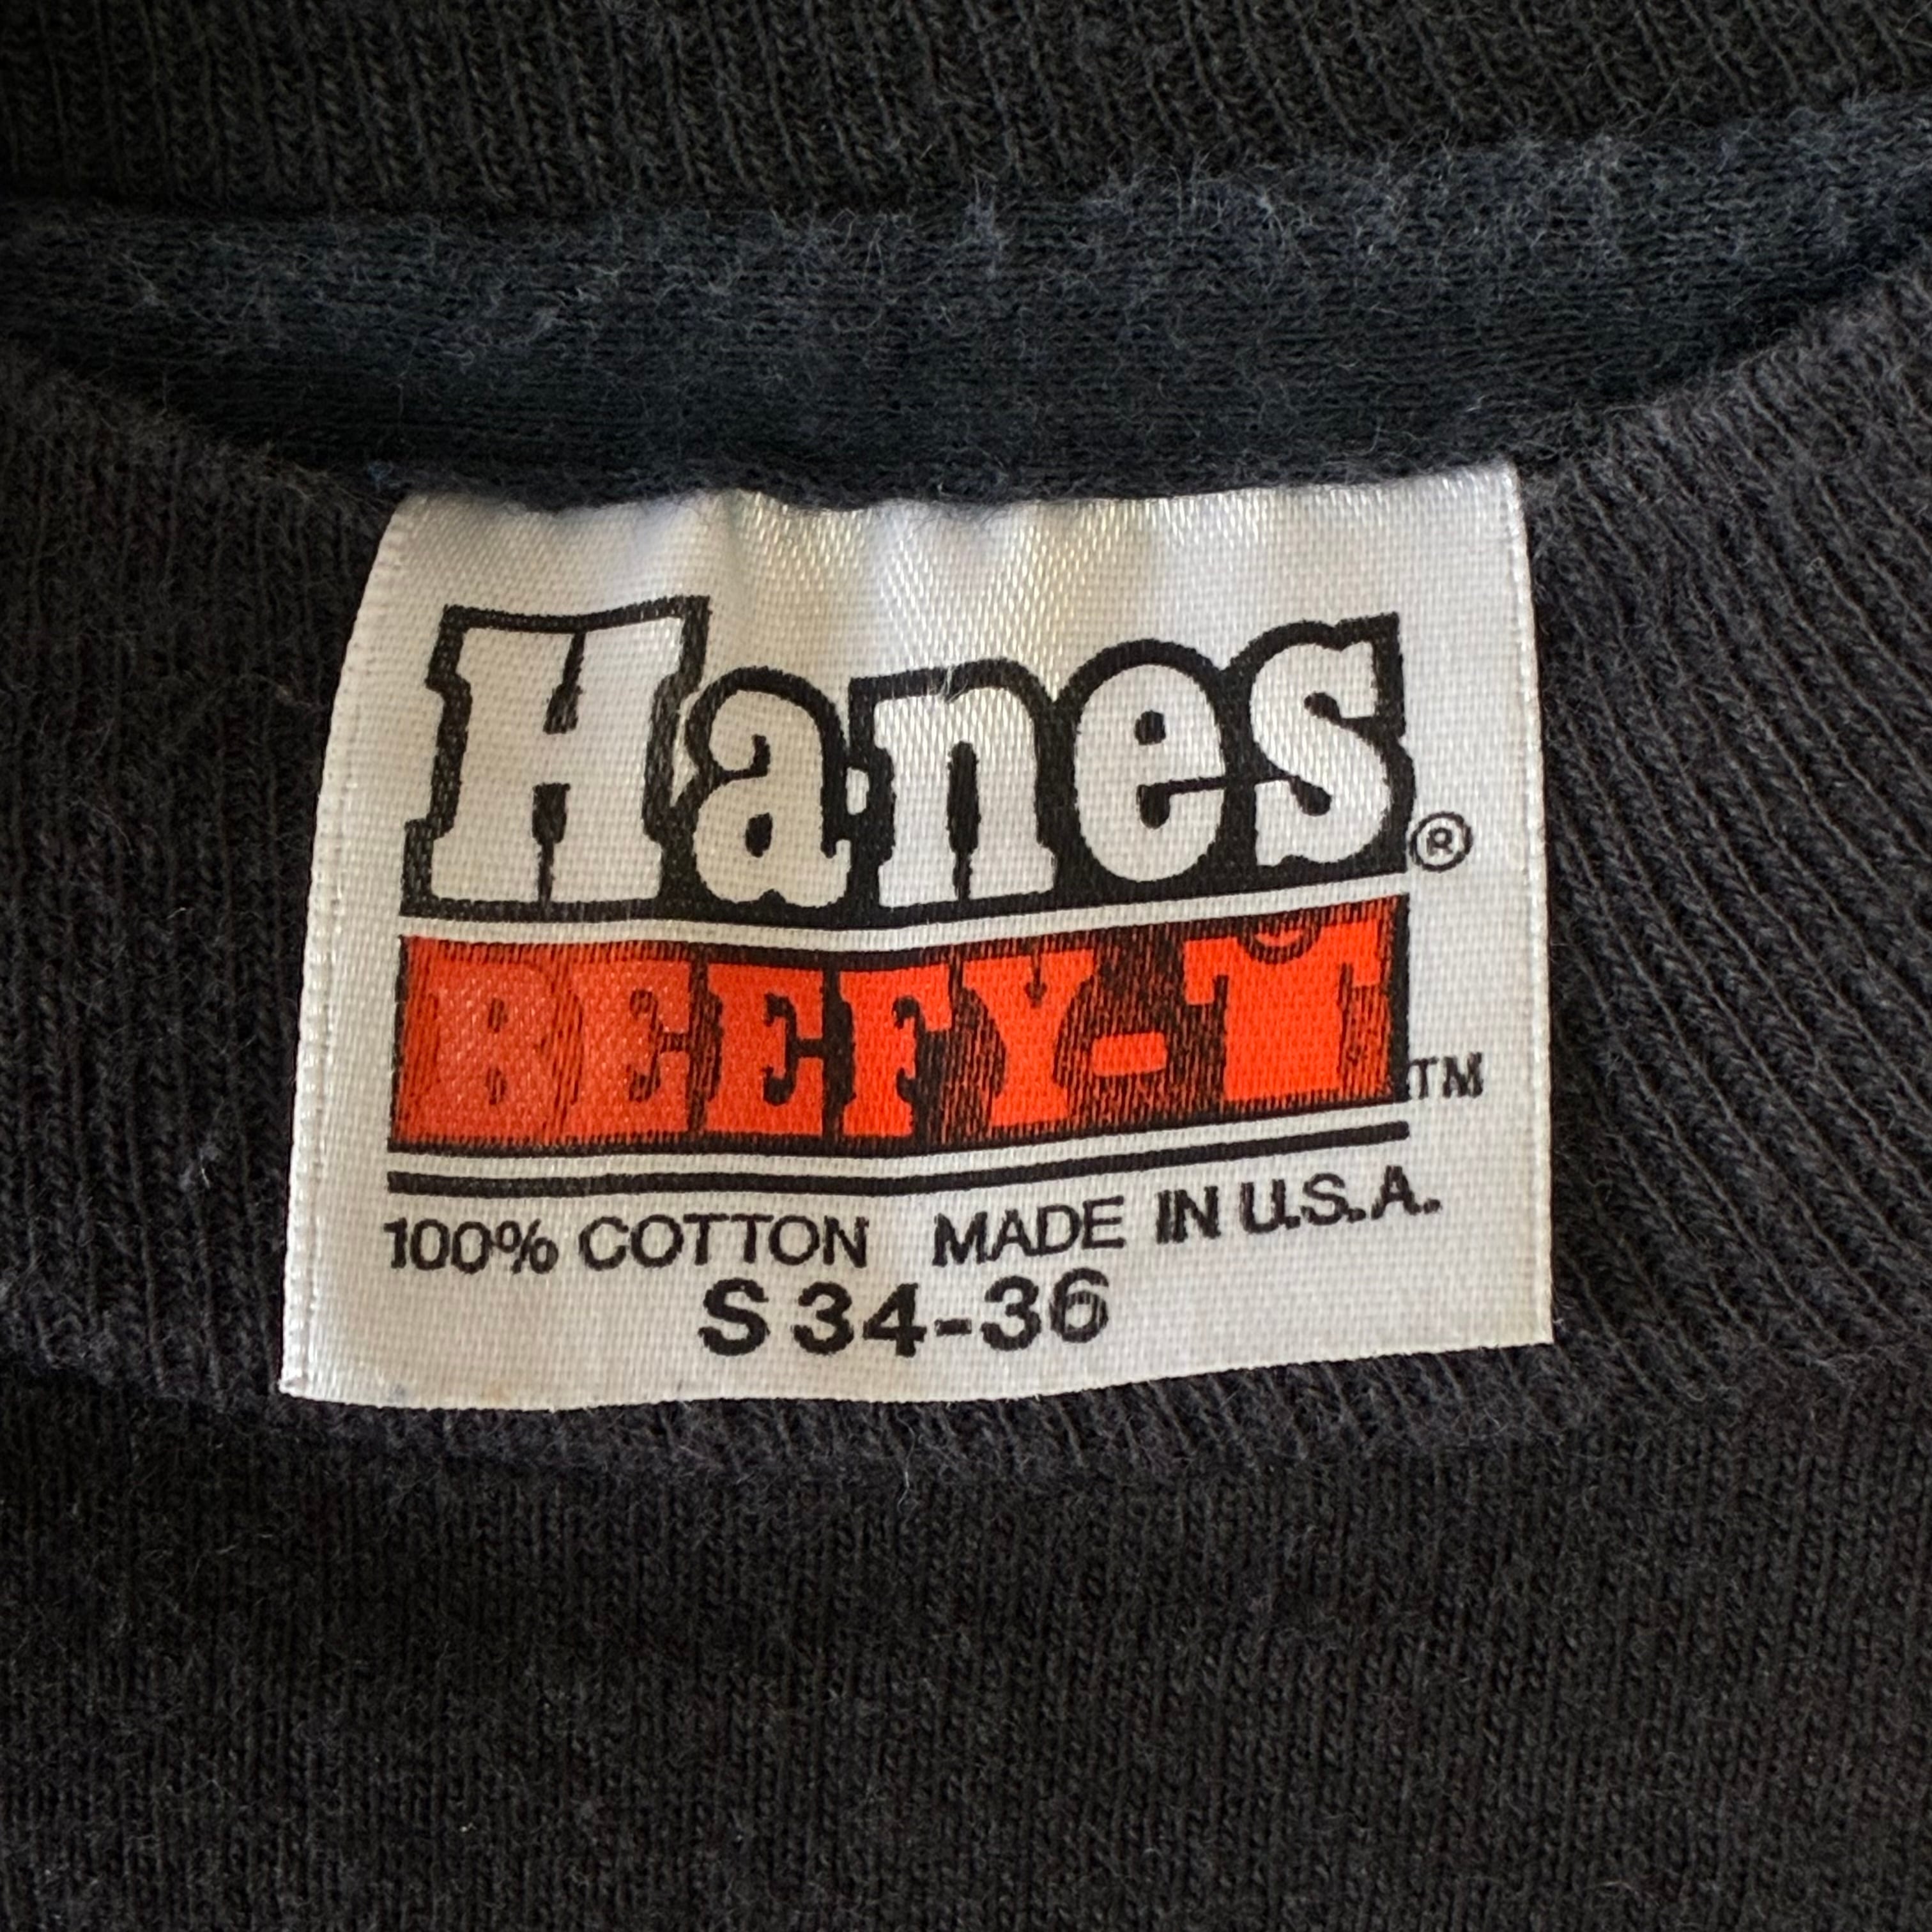 Hanes®
BEEFY-T™
100% COTTON MADE IN U.S.A.
S 34-36